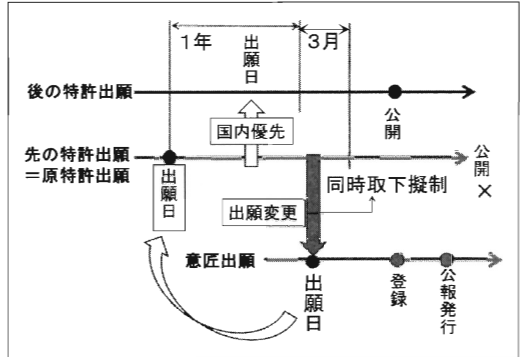 1年
3月
出願日
後の特許出願
公開
国内優先
先の特許出願
=原特許出願
出願日
公開×
同時取下擬制
出願変更
意匠出願
出願日
登録
公報発行